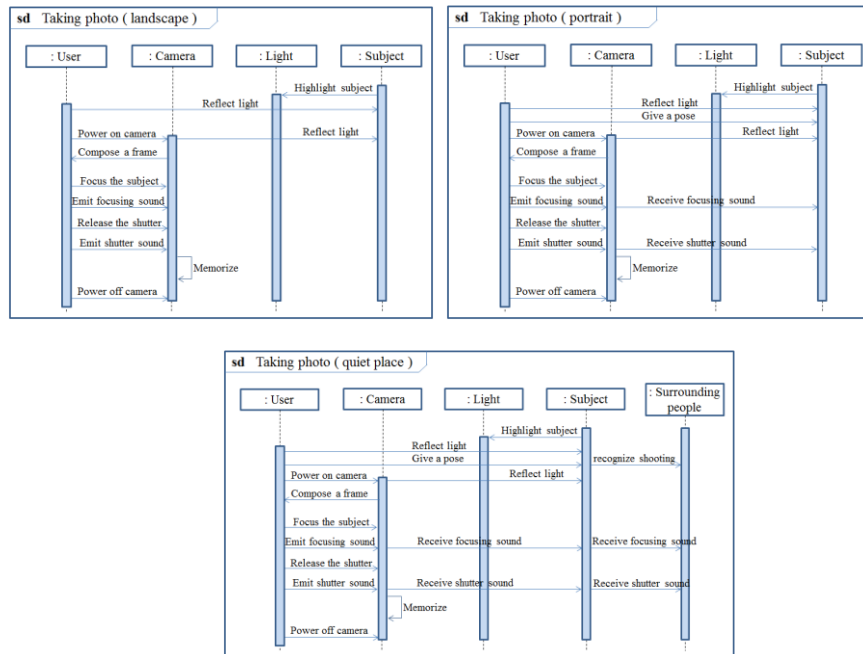 sd Taking photo ( landscape )
: User : Camera : Light : Subject
Highlight subject
Reflect light
Power on camera Reflect light
Compose a frame
Focus the subject
Emit focusing sound
Release the shutter
Emit shutter sound
Memorize
Power off camera
sd Taking photo ( portrait )
: User : Camera : Light : Subject
Highlight subject
Reflect light
Give a pose
Power on camera Reflect light
Compose a frame
Focus the subject
Emit focusing sound Receive focusing sound
Release the shutter
Emit shutter sound Receive shutter sound
Memorize
Power off camera
sd Taking photo ( quiet place )
: User : Camera : Light : Subject : Surrounding
people
Highlight subject
Reflect light
Give a pose recognize shooting
Power on camera Reflect light
Compose a frame
Focus the subject
Emit focusing sound Receive focusing sound Receive focusing sound
Release the shutter
Emit shutter sound Receive shutter sound Receive shutter sound
Memorize
Power off camera